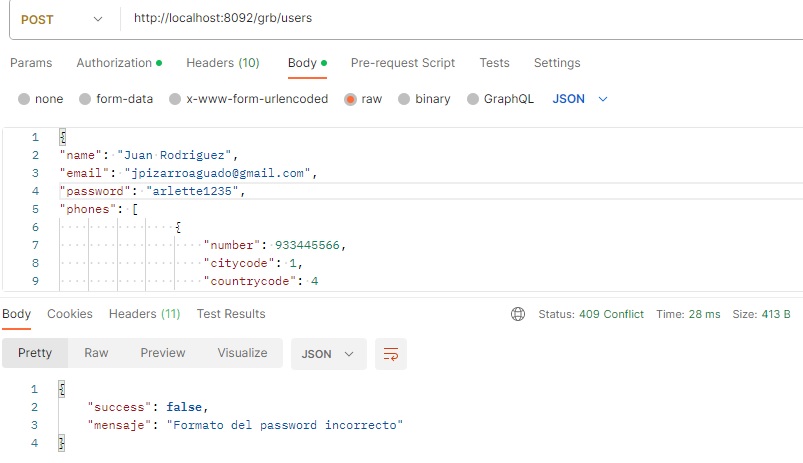 POST http://localhost:8092/grb/users
Params Authorization Headers (10) Body Pre-request Script Tests Settings
none form-data x-www-form-urlencoded raw binary GraphQL JSON
1 {
2 "name": "Juan Rodriguez",
3 "email": "jpizarroaguado@gmail.com",
4 "password": "arlette1235",
5 "phones": [
6 {
7 "number": 933445566,
8 "citycode": 1,
9 "countrycode": 4
Body Cookies Headers (11) Test Results Status: 409 Conflict Time: 28 ms Size: 413 B
Pretty Raw Preview Visualize JSON
1 {
2 "success": false,
3 "mensaje": "Formato del password incorrecto"
4 }